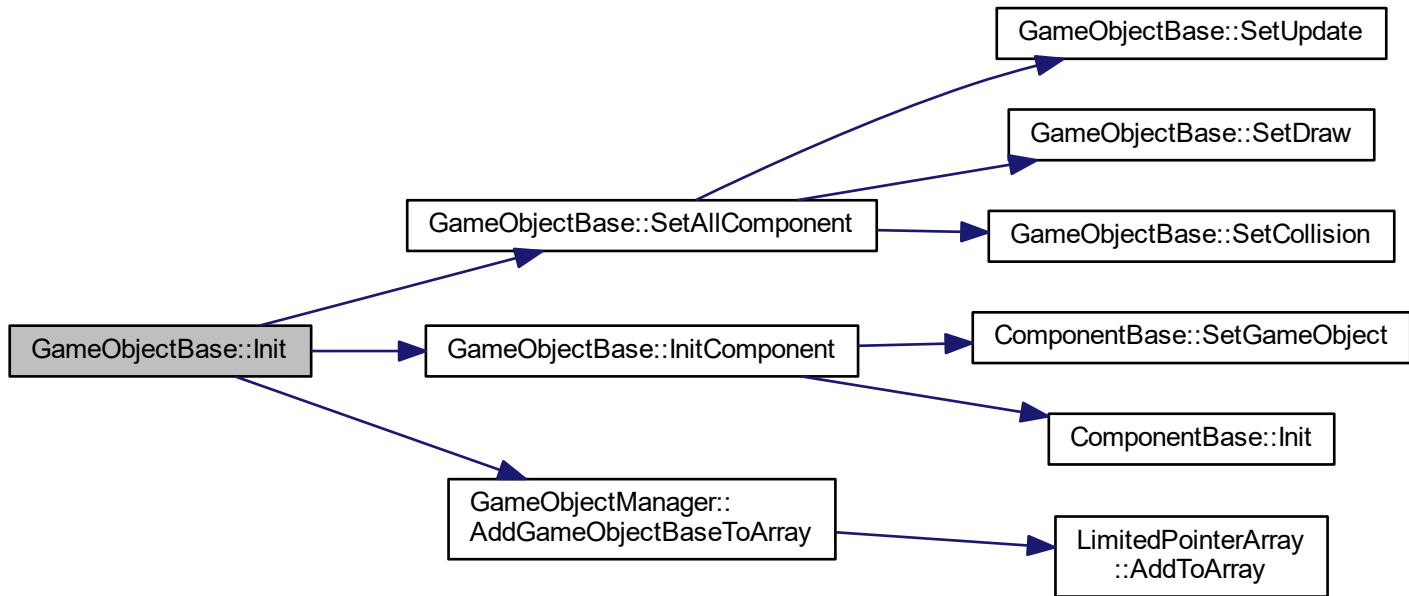 GameObjectBase::SetUpdate
GameObjectBase::SetDraw
GameObjectBase::SetAllComponent
GameObjectBase::SetCollision
GameObjectBase::Init
GameObjectBase::InitComponent
ComponentBase::SetGameObject
ComponentBase::Init
GameObjectManager::
AddGameObjectBaseToArray
LimitedPointerArray
::AddToArray